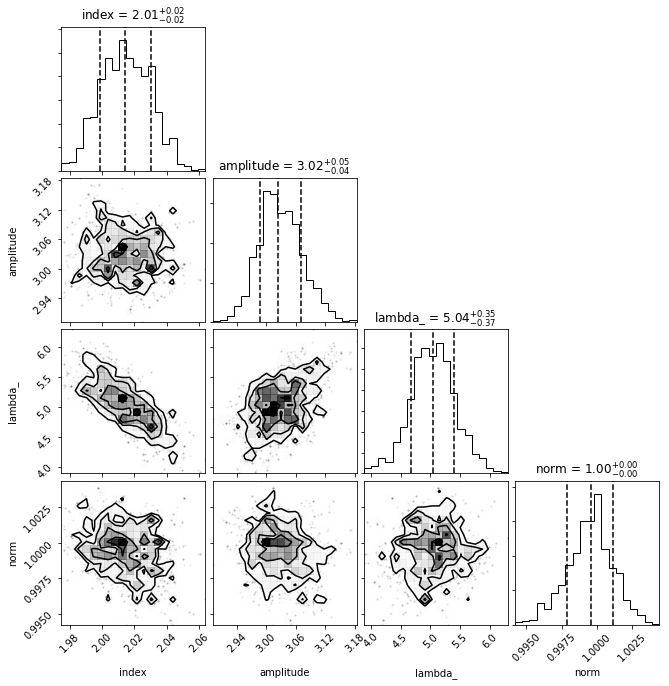 index = 2.01+0.02 −0.02
amplitude = 3.02+0.05 −0.04
3.18
3.12
3.06
3.00
2.94
amplitude
lambda_ = 5.04+0.35 −0.37
6.0
5.5
5.0
4.5
4.0
lambda_
norm = 1.00+0.00 −0.00
1.0025
1.0000
0.9975
0.9950
norm
1.98 2.00 2.02 2.04 2.06 2.94 3.00 3.06 3.12 3.18 4.0 4.5 5.0 5.5 6.0 0.9950 0.9975 1.0000 1.0025
index amplitude lambda_ norm